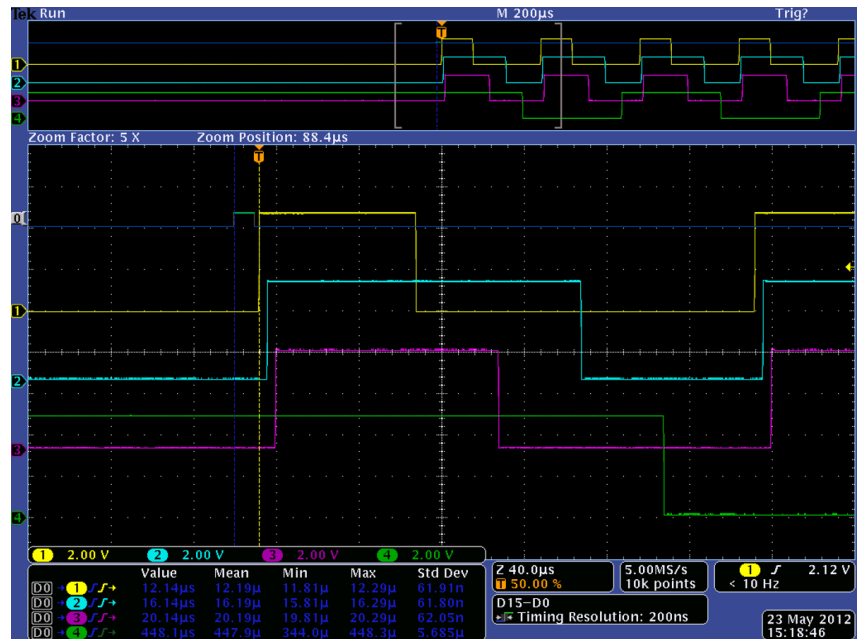 Tek Run M 200µs Trig?
T
1
2
3
4
Zoom Factor: 5 X Zoom Position: 88.4µs
T
0
1
2
3
4
1 2.00 V 2 2.00 V 3 2.00 V 4 2.00 V
Value Mean Min Max Std Dev
D0 → 1 12.14µs 12.19µ 11.81µ 12.29µ 61.91n
D0 → 2 16.14µs 16.19µ 15.81µ 16.29µ 61.80n
D0 → 3 20.14µs 20.19µ 19.81µ 20.29µ 62.05n
D0 → 4 448.1µs 447.9µ 344.0µ 448.3µ 5.685µ
Z 40.0µs
T 50.00 %
5.00MS/s
10k points
1 2.12 V
< 10 Hz
D15-D0
Timing Resolution: 200ns
23 May 2012
15:18:46